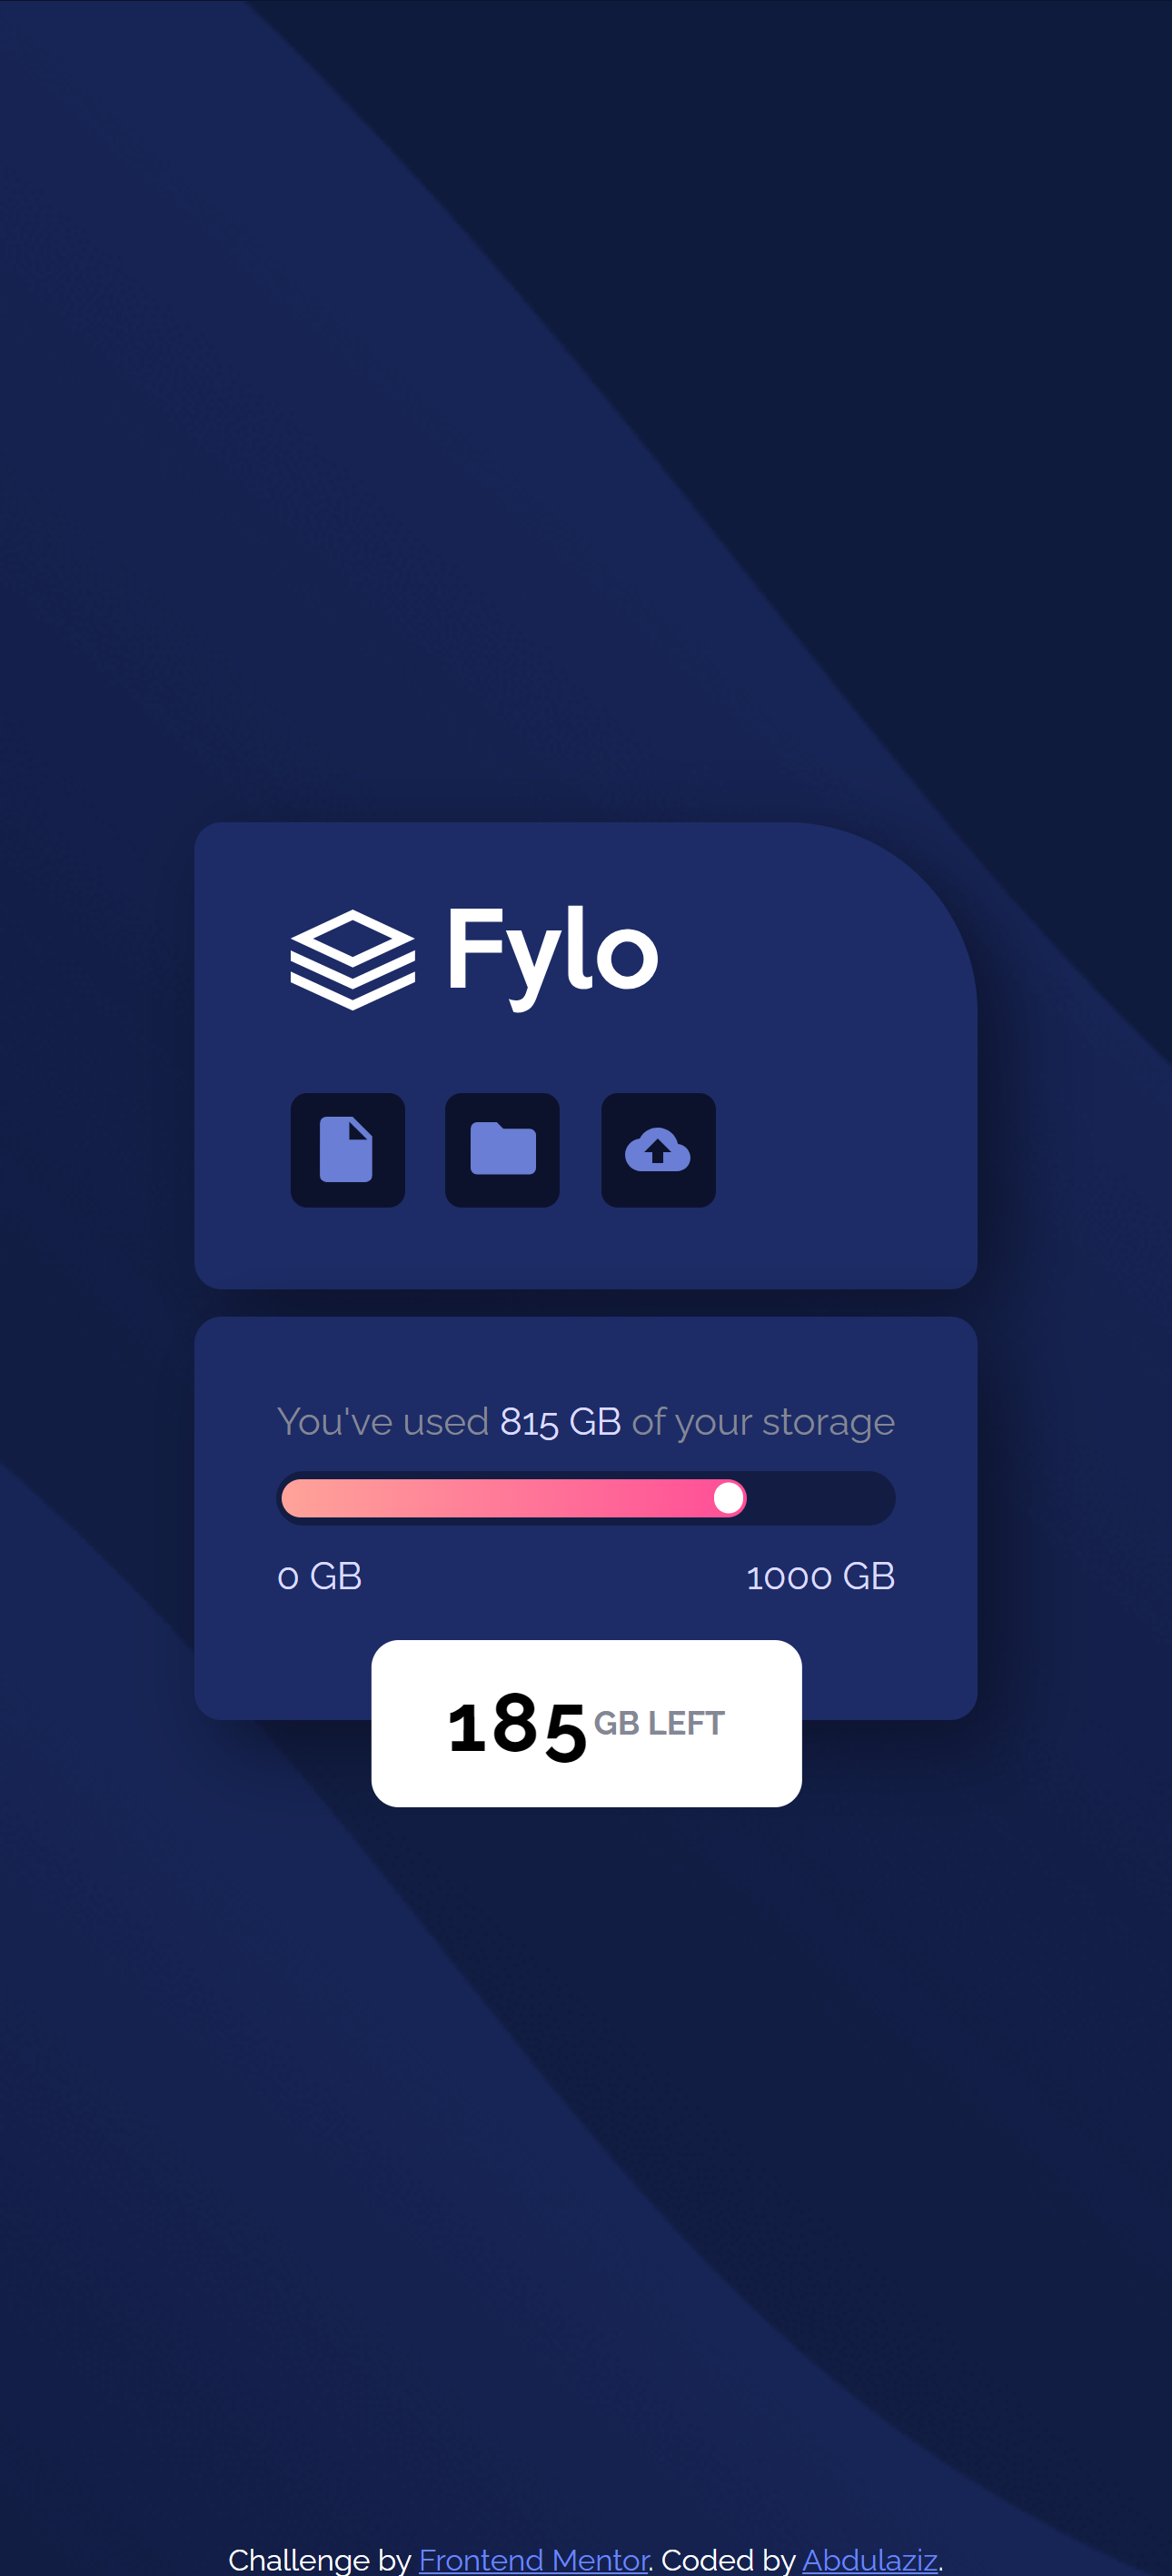 Fylo
You've used 815 GB of your storage
0 GB 1000 GB
185 GB LEFT
Challenge by Frontend Mentor. Coded by Abdulaziz.